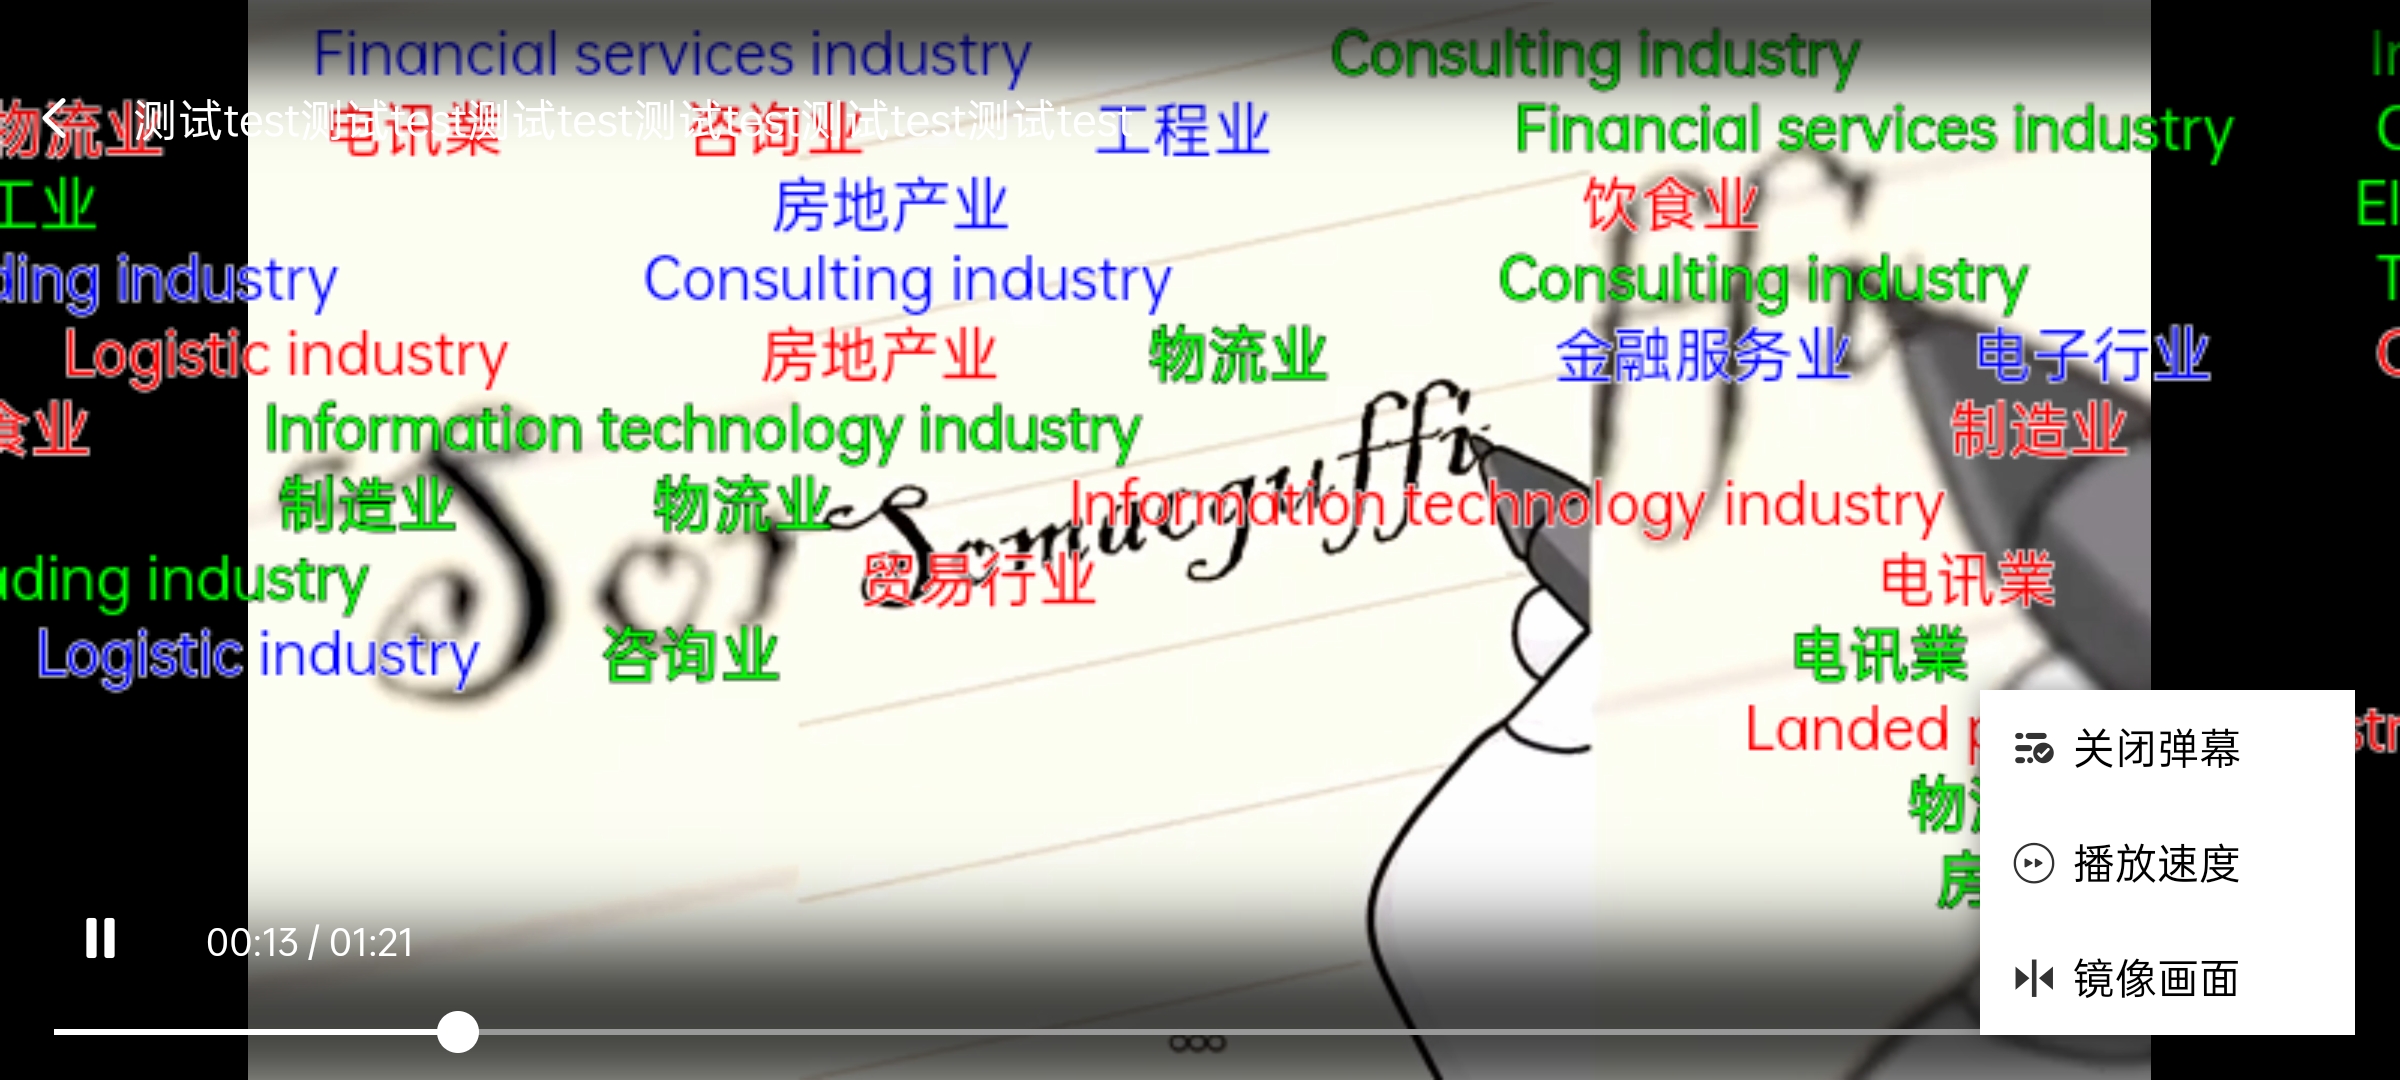 Financial services industry Consulting industry In
物流业 电讯業 咨询业 工程业 Financial services industry C
测试test测试test测试test测试test测试test测试test
工业 房地产业 饮食业 El
ding industry Consulting industry Consulting industry T
Logistic industry 房地产业 物流业 金融服务业 电子行业 C
食业 Information technology industry 制造业
制造业 物流业 Information technology industry
ading industry 贸易行业 电讯業
Logistic industry 咨询业 电讯業
Landed p str
关闭弹幕
物流
房
播放速度
00:13 / 01:21
镜像画面